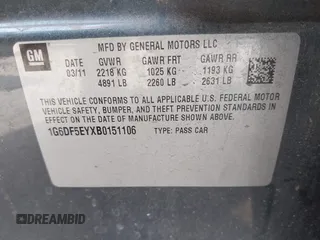 GM
MFD BY GENERAL MOTORS LLC
DATE GVWR GAWR FRT GAWR RR
03/11 2218 KG 1025 KG 1193 KG
4891 LB 2260 LB 2631 LB
THIS VEHICLE CONFORMS TO ALL APPLICABLE U.S. FEDERAL MOTOR
VEHICLE SAFETY, BUMPER, AND THEFT PREVENTION STANDARDS IN
EFFECT ON THE DATE OF MANUFACTURE SHOWN ABOVE.
1G6DF5EYXB0151106 TYPE: PASS CAR
DREAMBID